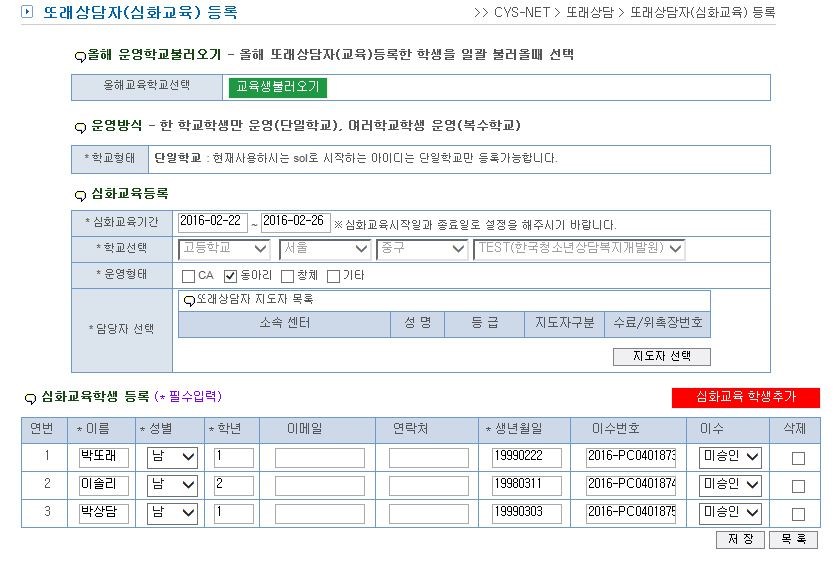 또래상담자(심화교육) 등록
>> CYS-NET > 또래상담 > 또래상담자(심화교육) 등록
올해 운영학교불러오기 - 올해 또래상담자(교육)등록한 학생을 일괄 불러올때 선택
올해교육학교선택 교육생불러오기
운영방식 - 한 학교학생만 운영(단일학교), 여러학교학생 운영(복수학교)
*학교형태 단일학교 : 현재사용하시는 sol로 시작하는 아이디는 단일학교만 등록가능합니다.
심화교육등록
*심화교육기간 2016-02-22 ~ 2016-02-26 ※심화교육시작일과 종료일로 설정을 해주시기 바랍니다.
*학교선택 고등학교 서울 중구 TEST(한국청소년상담복지개발원)
*운영형태 CA 동아리 창체 기타
*담당자 선택
또래상담자 지도자 목록
소속 센터 성 명 등 급 지도자구분 수료/위촉장번호
지도자 선택
심화교육학생 등록 (* 필수입력) 심화교육 학생추가
연번 *이름 *성별 *학년 이메일 연락처 *생년월일 이수번호 이수 삭제
1 박또래 남 1 19990222 2016-PC0401873 미승인
2 이솔리 남 2 19980311 2016-PC0401874 미승인
3 박상담 남 1 19990303 2016-PC0401875 미승인
저 장 목 록